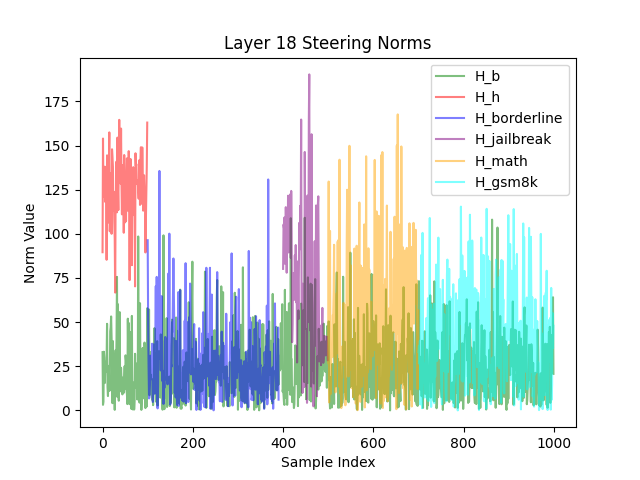 Layer 18 Steering Norms
Norm Value
175
150
125
100
75
50
25
0
0
200
400
600
800
1000
Sample Index
H_b
H_h
H_borderline
H_jailbreak
H_math
H_gsm8k